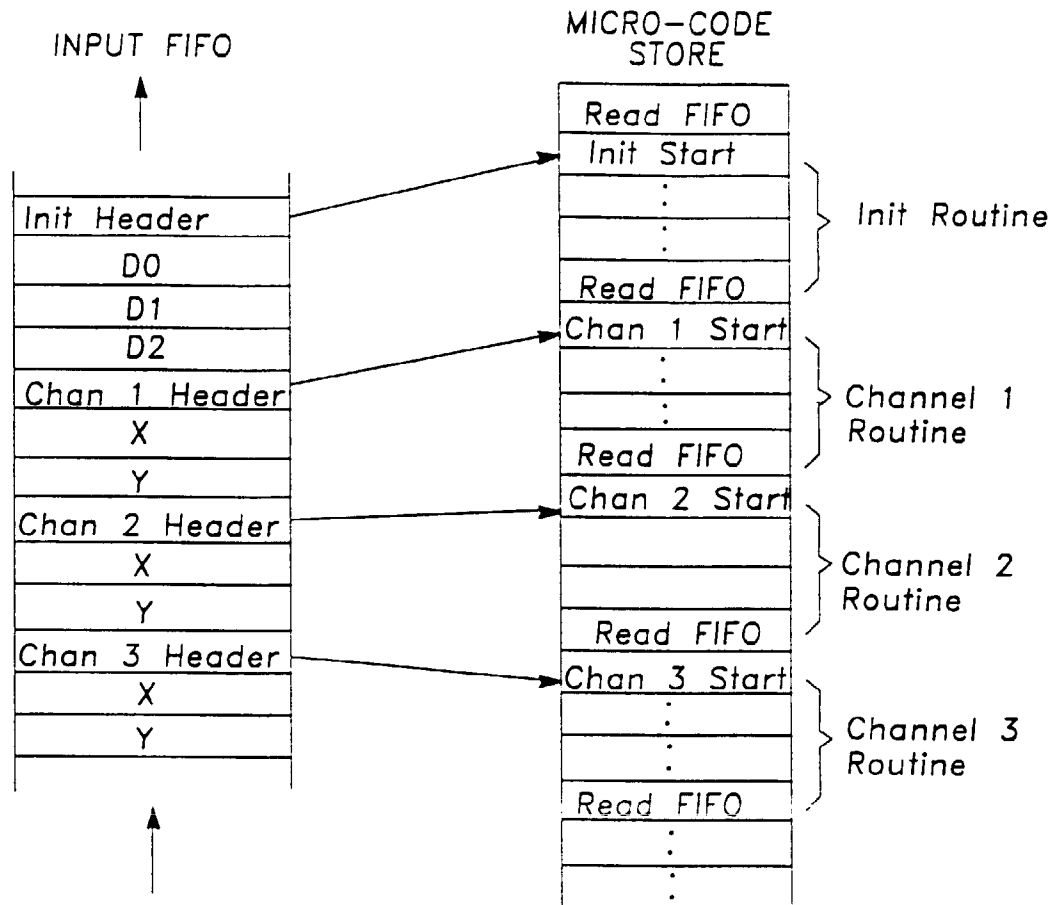 INPUT FIFO
Init Header
D0
D1
D2
Chan 1 Header
X
Y
Chan 2 Header
X
Y
Chan 3 Header
X
Y
MICRO-CODE
STORE
Read FIFO
Init Start
Read FIFO
Chan 1 Start
Read FIFO
Chan 2 Start
Read FIFO
Chan 3 Start
Read FIFO
Init Routine
Channel 1
Routine
Channel 2
Routine
Channel 3
Routine